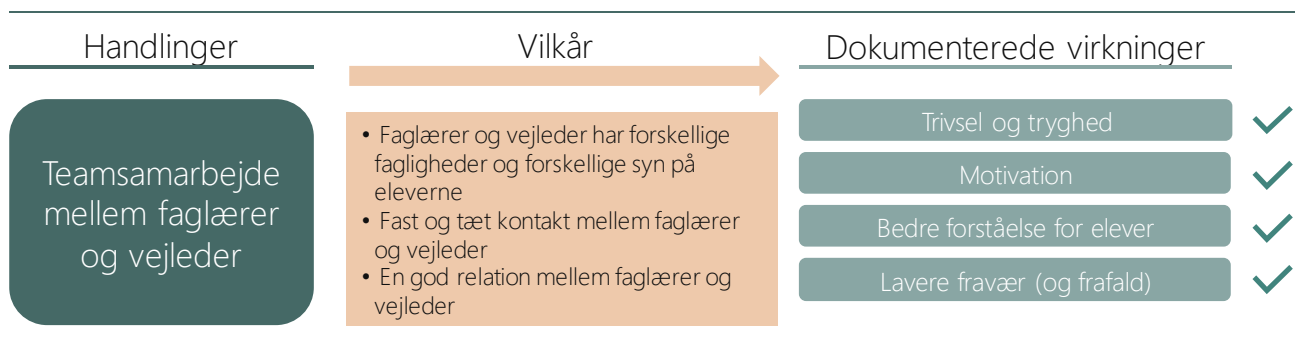 Handlinger
Vilkår
Dokumenterede virkninger
Teamsamarbejde
mellem faglærer
og vejleder
• Faglærer og vejleder har forskellige
fagligheder og forskellige syn på
eleverne
• Fast og tæt kontakt mellem faglærer
og vejleder
• En god relation mellem faglærer og
vejleder
Trivsel og tryghed
Motivation
Bedre forståelse for elever
Lavere fravær (og frafald)